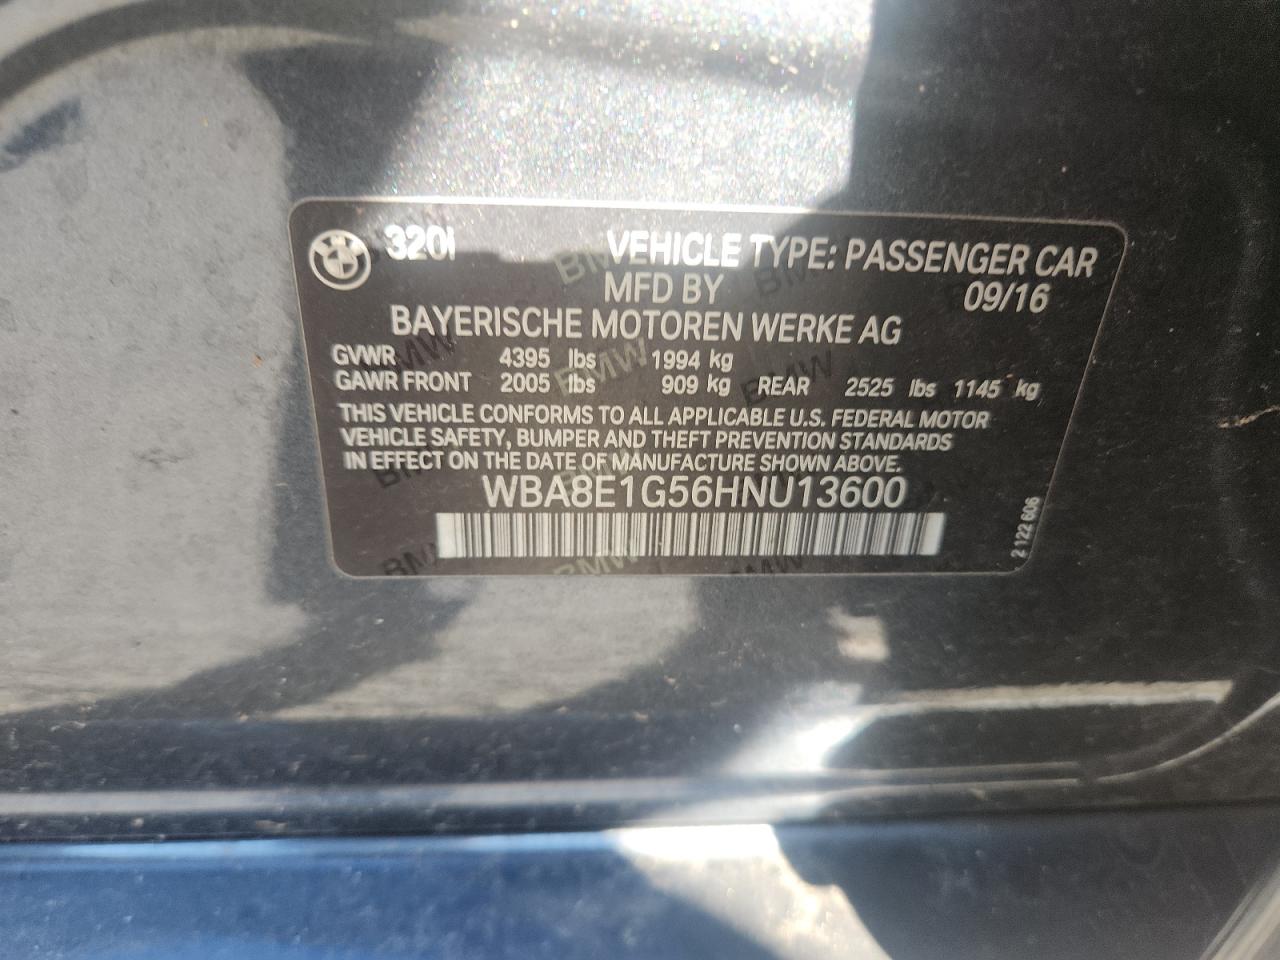 320i VEHICLE TYPE: PASSENGER CAR
MFD BY 09/16
BAYERISCHE MOTOREN WERKE AG
GVWR 4395 lbs 1994 kg
GAWR FRONT 2005 lbs 909 kg REAR 2525 lbs 1145 kg
THIS VEHICLE CONFORMS TO ALL APPLICABLE U.S. FEDERAL MOTOR
VEHICLE SAFETY, BUMPER AND THEFT PREVENTION STANDARDS
IN EFFECT ON THE DATE OF MANUFACTURE SHOWN ABOVE.
WBA8E1G56HNU13600
2 122 606